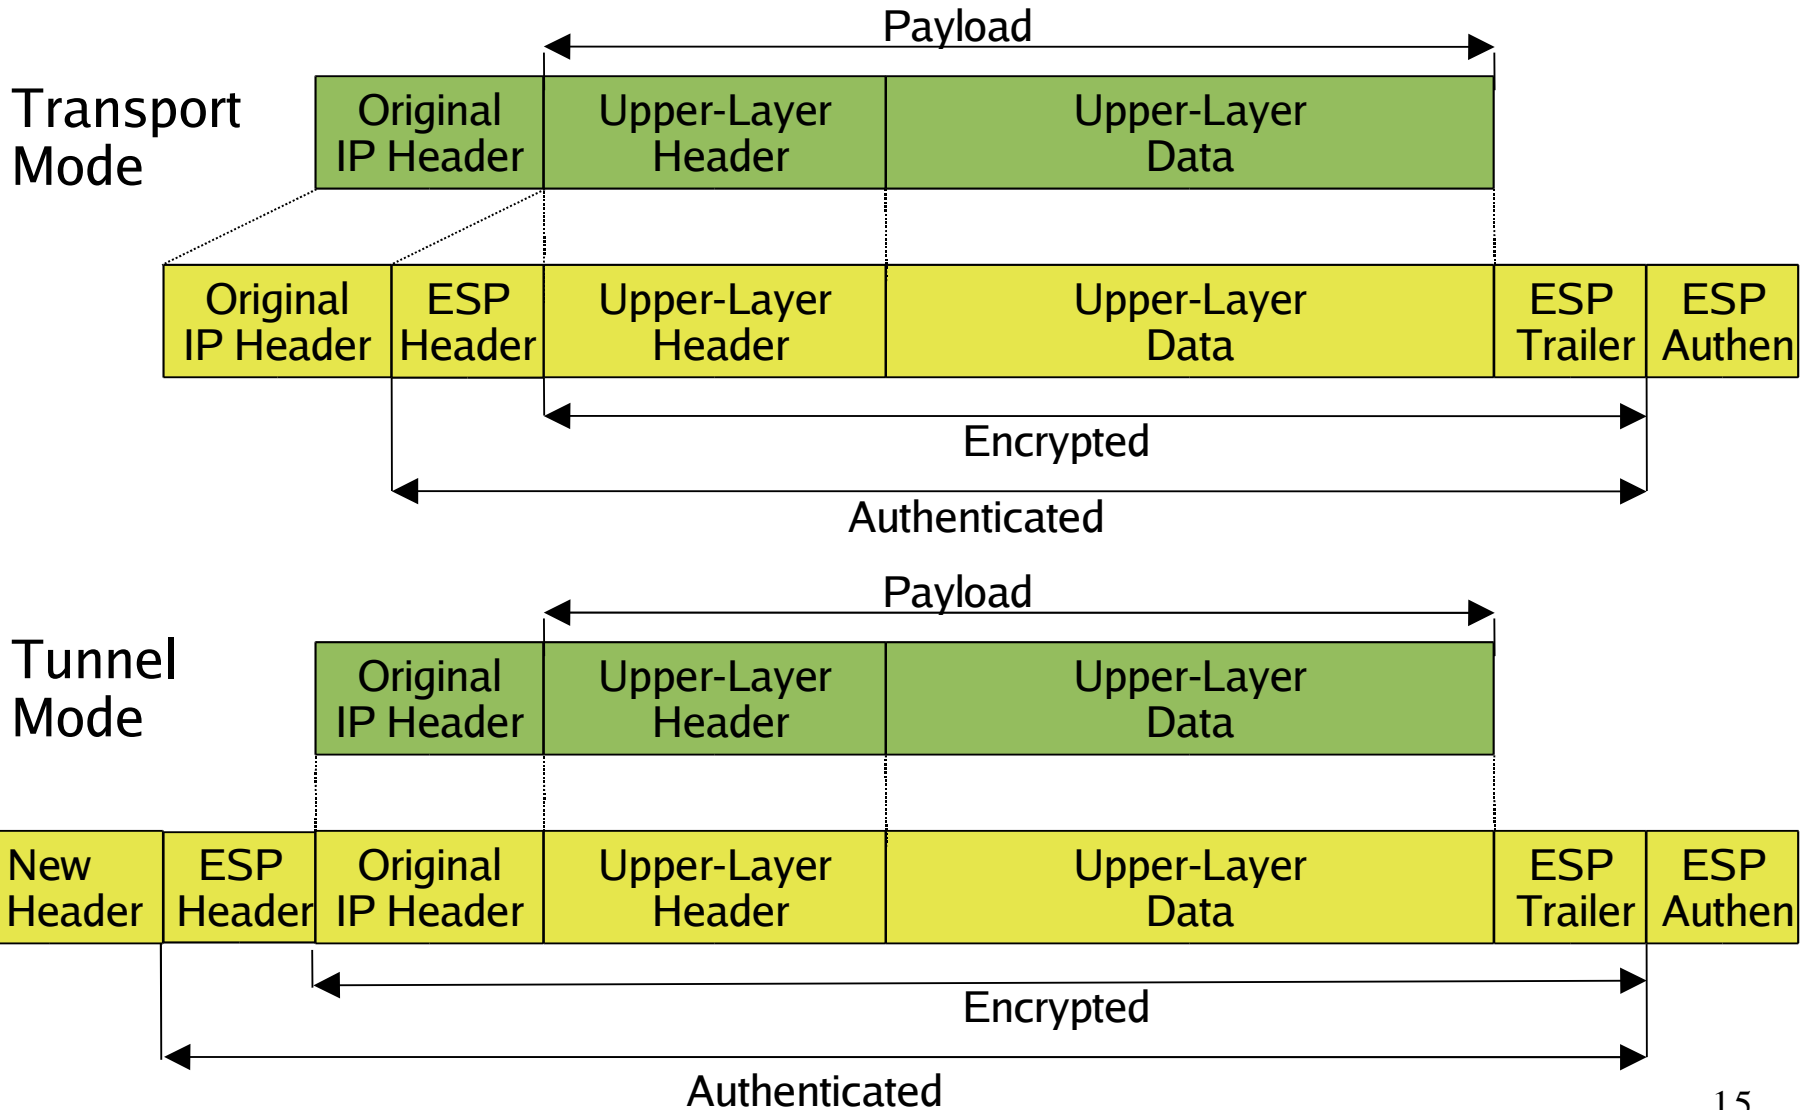 Payload
Transport
Mode
Original
IP Header
Upper-Layer
Header
Upper-Layer
Data
Original
IP Header
ESP
Header
Upper-Layer
Header
Upper-Layer
Data
ESP
Trailer
ESP
Authen
Encrypted
Authenticated
Payload
Tunnel
Mode
Original
IP Header
Upper-Layer
Header
Upper-Layer
Data
New
Header
ESP
Header
Original
IP Header
Upper-Layer
Header
Upper-Layer
Data
ESP
Trailer
ESP
Authen
Encrypted
Authenticated
15